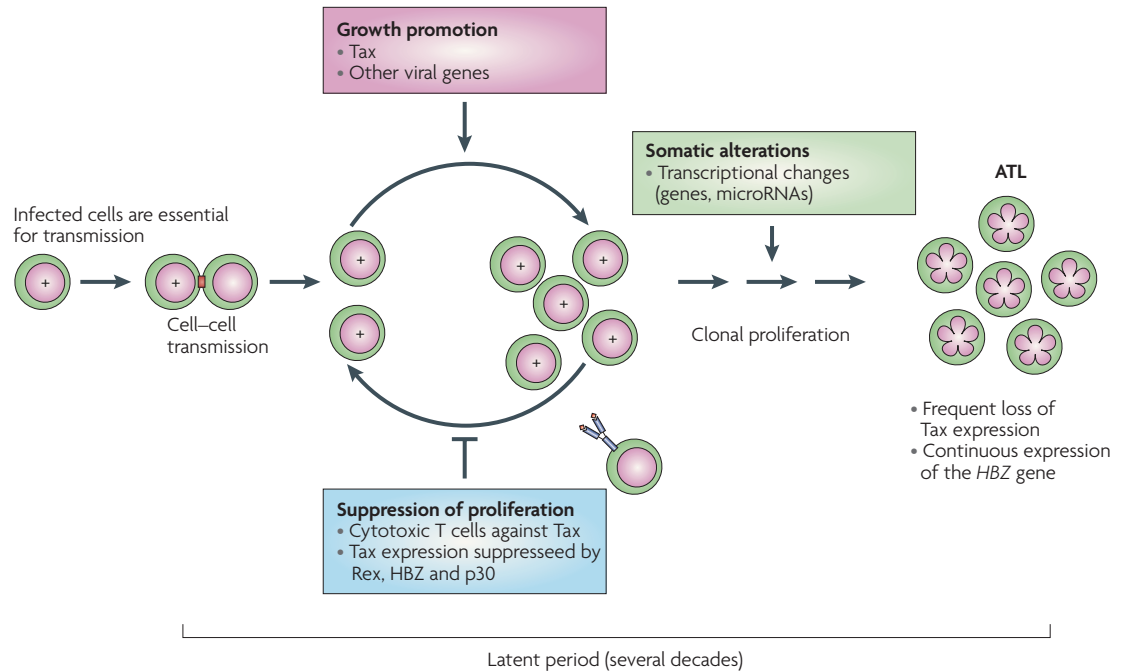 Growth promotion
• Tax
• Other viral genes
Somatic alterations
• Transcriptional changes
(genes, microRNAs)
ATL
Infected cells are essential
for transmission
+
+
+
+
+
+
+
+
+
Cell–cell
transmission
Clonal proliferation
• Frequent loss of
Tax expression
• Continuous expression
of the HBZ gene
Suppression of proliferation
• Cytotoxic T cells against Tax
• Tax expression suppresseed by
Rex, HBZ and p30
Latent period (several decades)